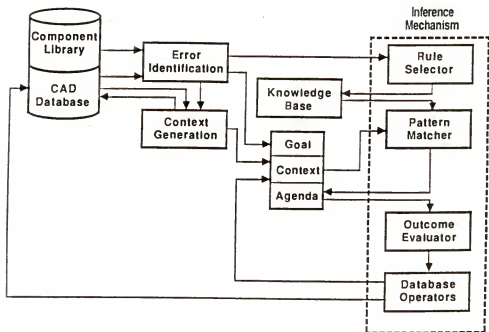 Inference
Mechanism
Component
Library
CAD
Database
Error
Identification
Context
Generation
Knowledge
Base
Goal
Context
Agenda
Rule
Selector
Pattern
Matcher
Outcome
Evaluator
Database
Operators